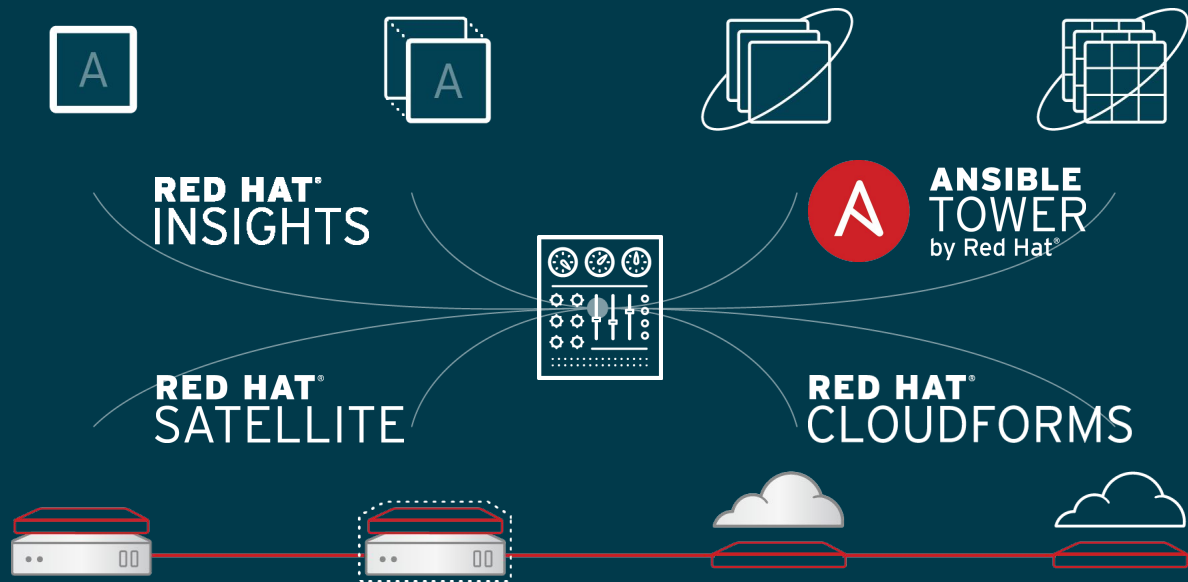 A
A
RED HAT®
INSIGHTS
A
ANSIBLE
TOWER
by Red Hat®
RED HAT®
SATELLITE
RED HAT®
CLOUDFORMS